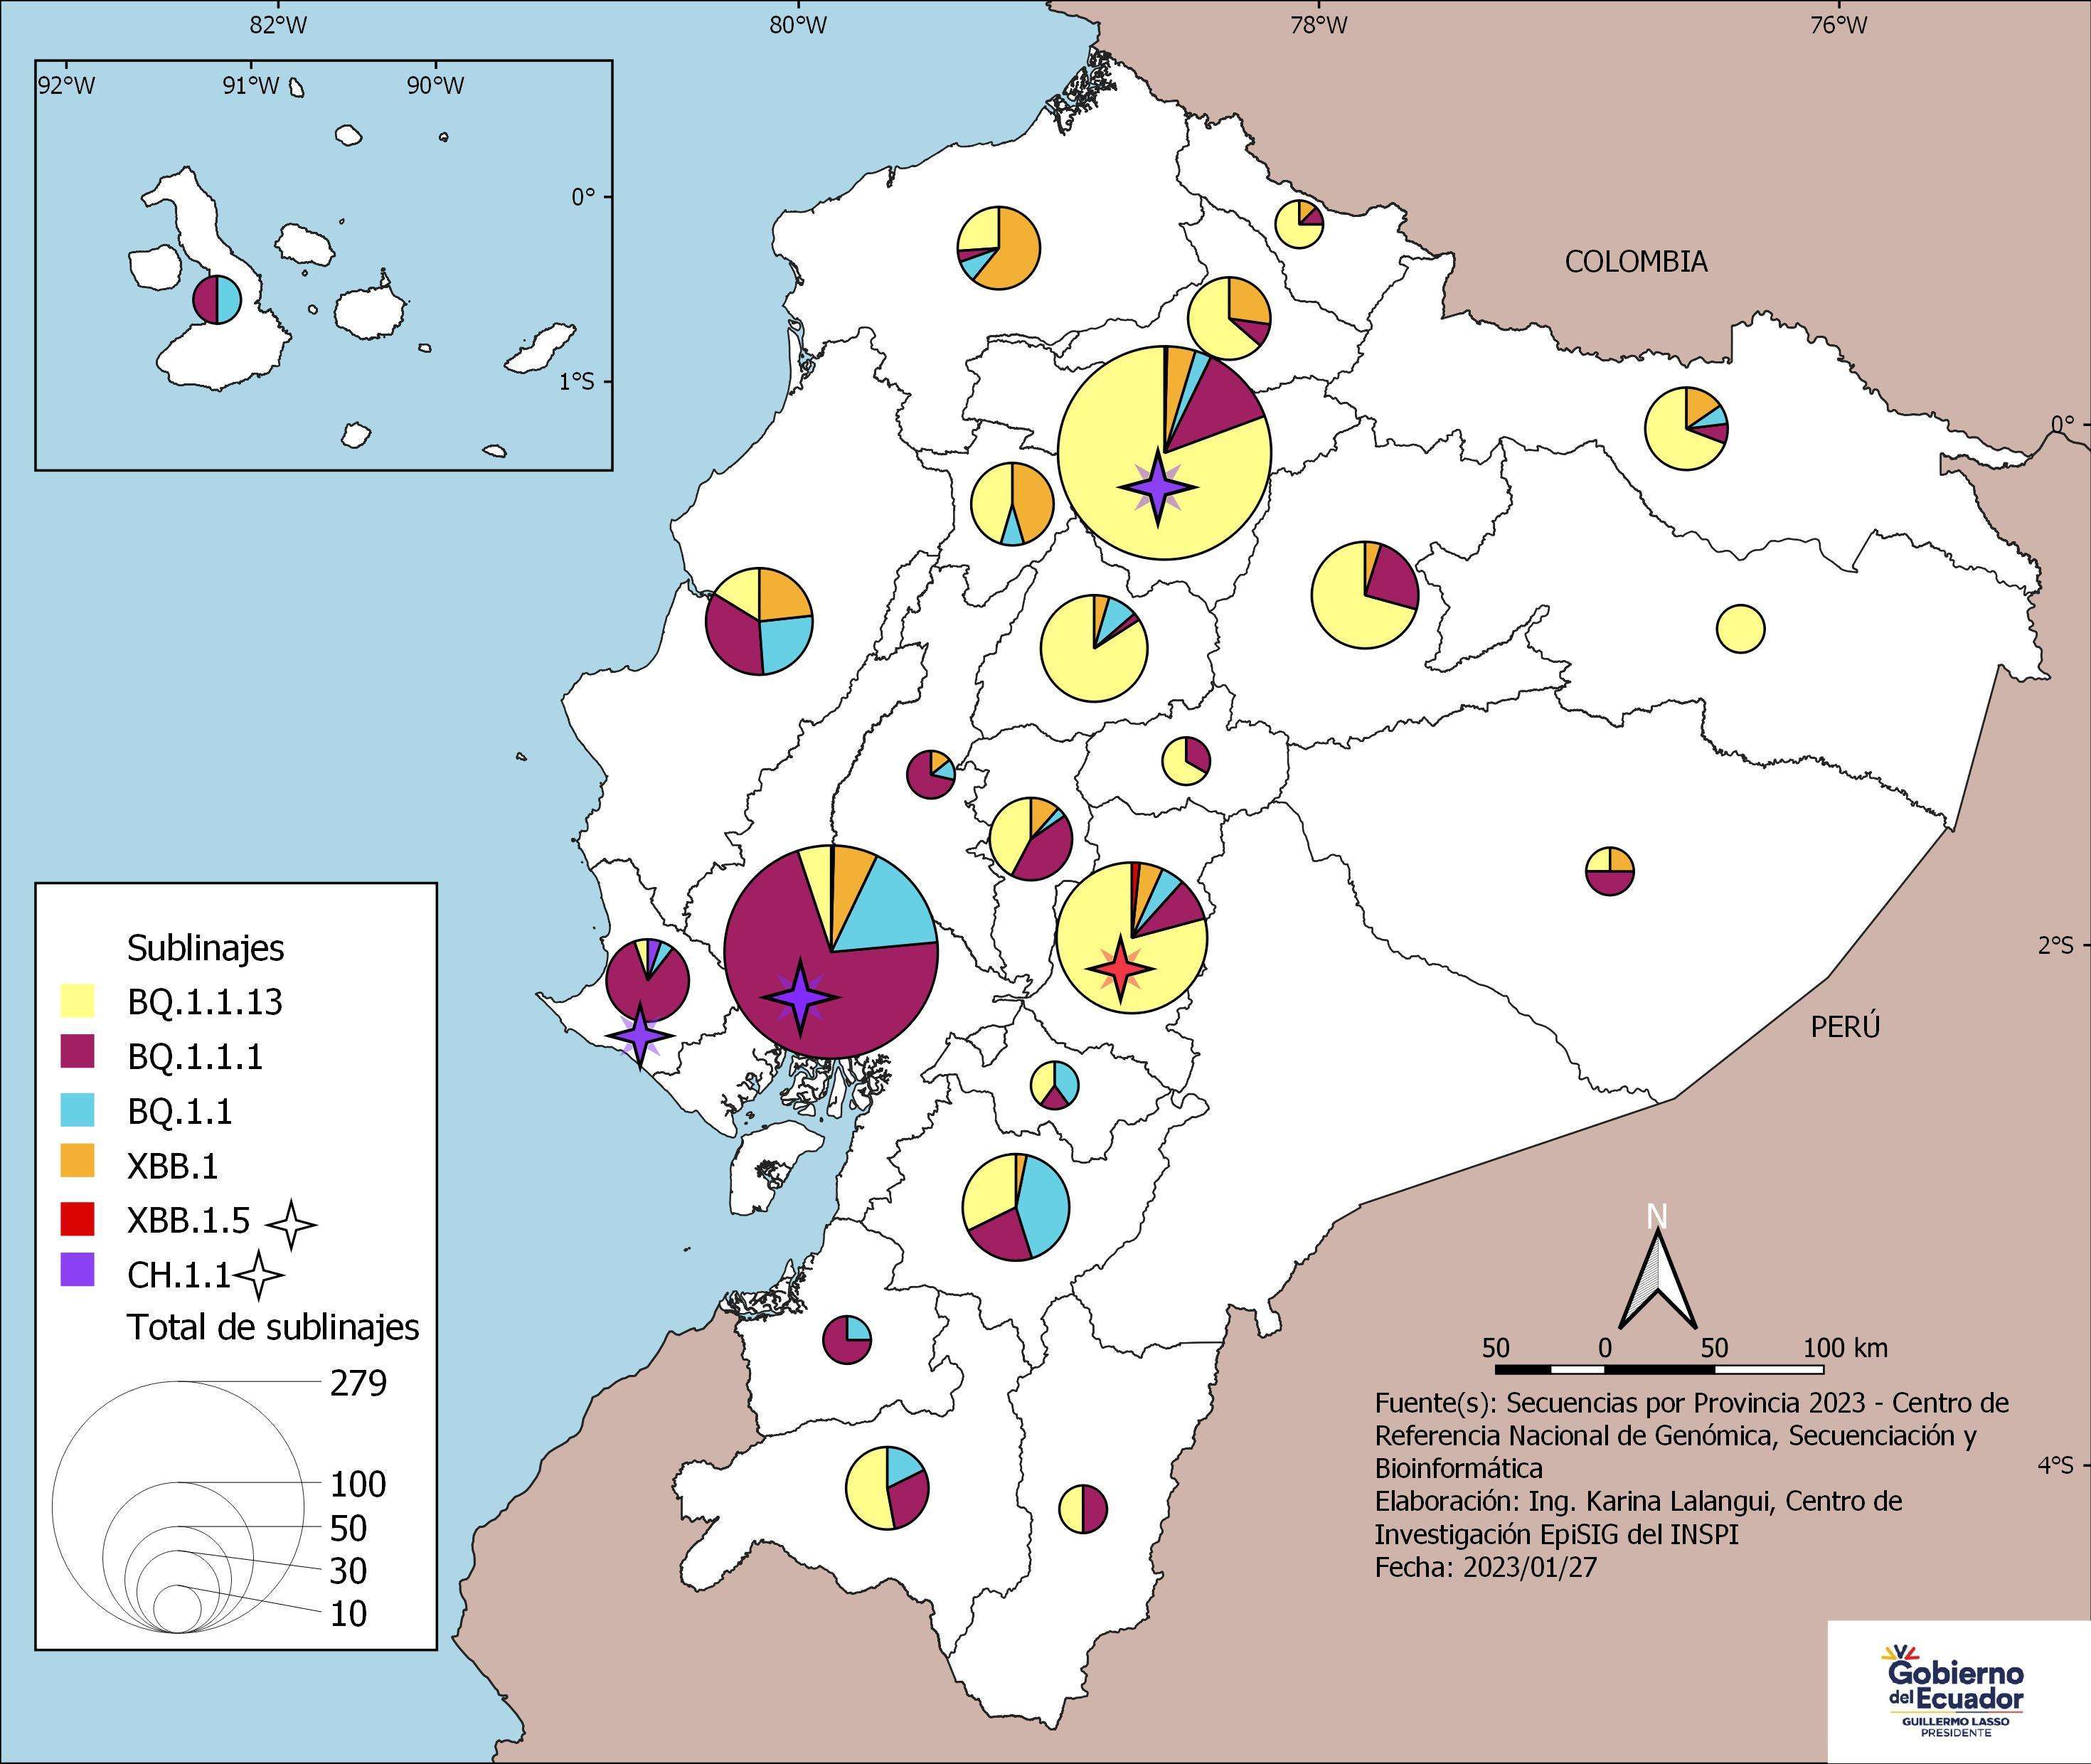 82°W
80°W
78°W
76°W
92°W
91°W
90°W
0°
1°S
COLOMBIA
0°
2°S
PERÚ
4°S
Sublinajes
BQ.1.1.13
BQ.1.1.1
BQ.1.1
XBB.1
XBB.1.5
CH.1.1
Total de sublinajes
279
100
50
30
10
N
50 0 50 100 km
Fuente(s): Secuencias por Provincia 2023 - Centro de
Referencia Nacional de Genómica, Secuenciación y
Bioinformática
Elaboración: Ing. Karina Lalangui, Centro de
Investigación EpiSIG del INSPI
Fecha: 2023/01/27
Gobierno
del Ecuador
GUILLERMO LASSO
PRESIDENTE